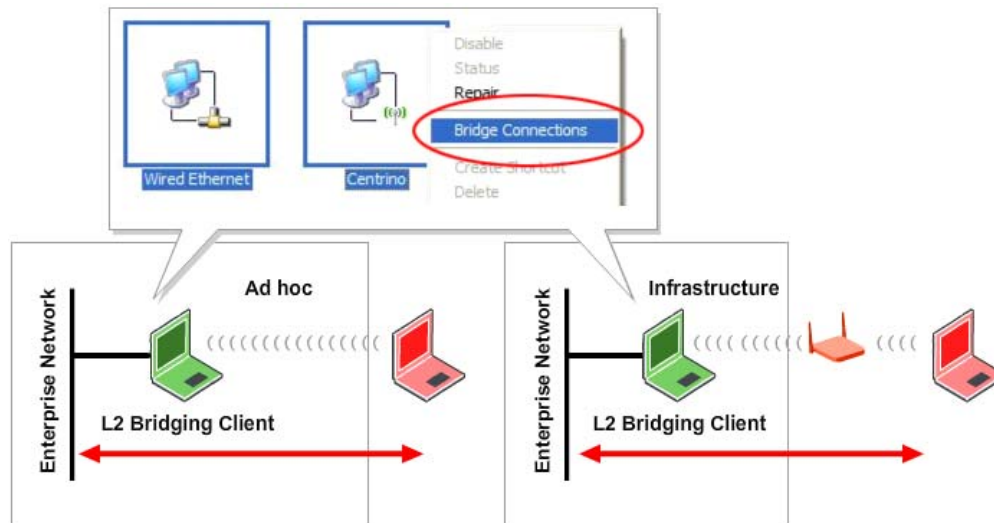 Disable
Status
Repair
Bridge Connections
Create Shortcut
Delete
Wired Ethernet
Centrino
Enterprise Network
Ad hoc
L2 Bridging Client
Enterprise Network
Infrastructure
L2 Bridging Client